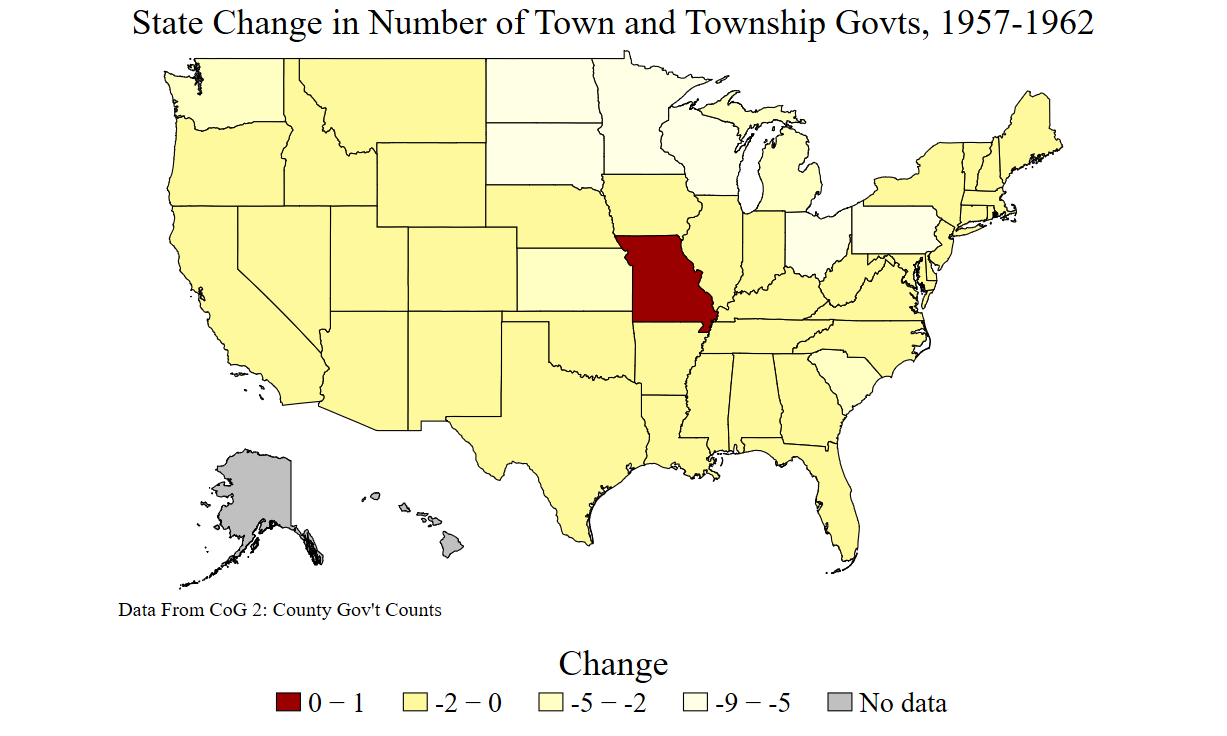 State Change in Number of Town and Township Govts, 1957-1962
Data From CoG 2: County Gov't Counts
Change
0 − 1
-2 − 0
-5 − -2
-9 − -5
No data